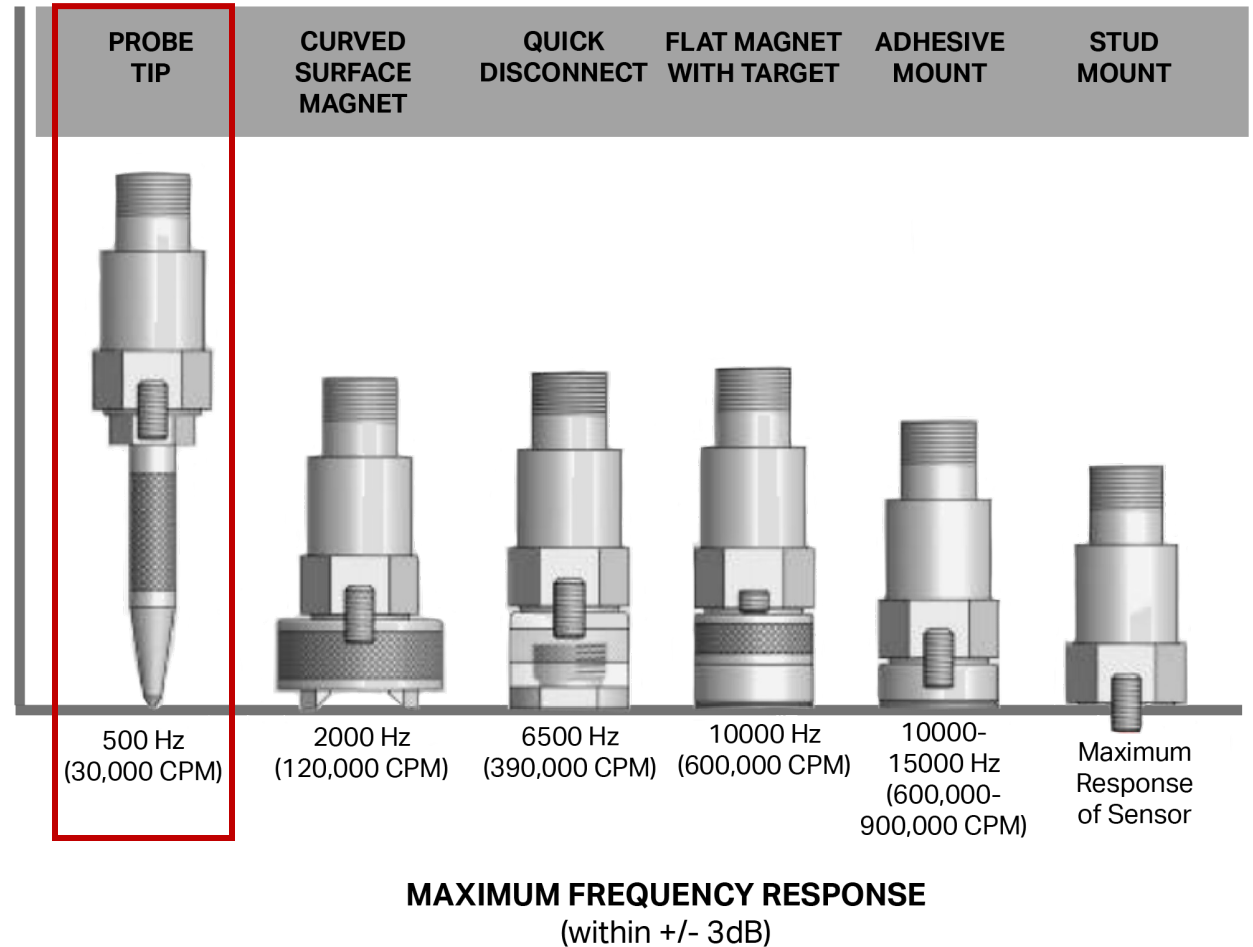 PROBE
TIP
CURVED
SURFACE
MAGNET
QUICK
DISCONNECT
FLAT MAGNET
WITH TARGET
ADHESIVE
MOUNT
STUD
MOUNT
500 Hz
(30,000 CPM)
2000 Hz
(120,000 CPM)
6500 Hz
(390,000 CPM)
10000 Hz
(600,000 CPM)
10000-
15000 Hz
(600,000-
900,000 CPM)
Maximum
Response
of Sensor
MAXIMUM FREQUENCY RESPONSE
(within +/- 3dB)